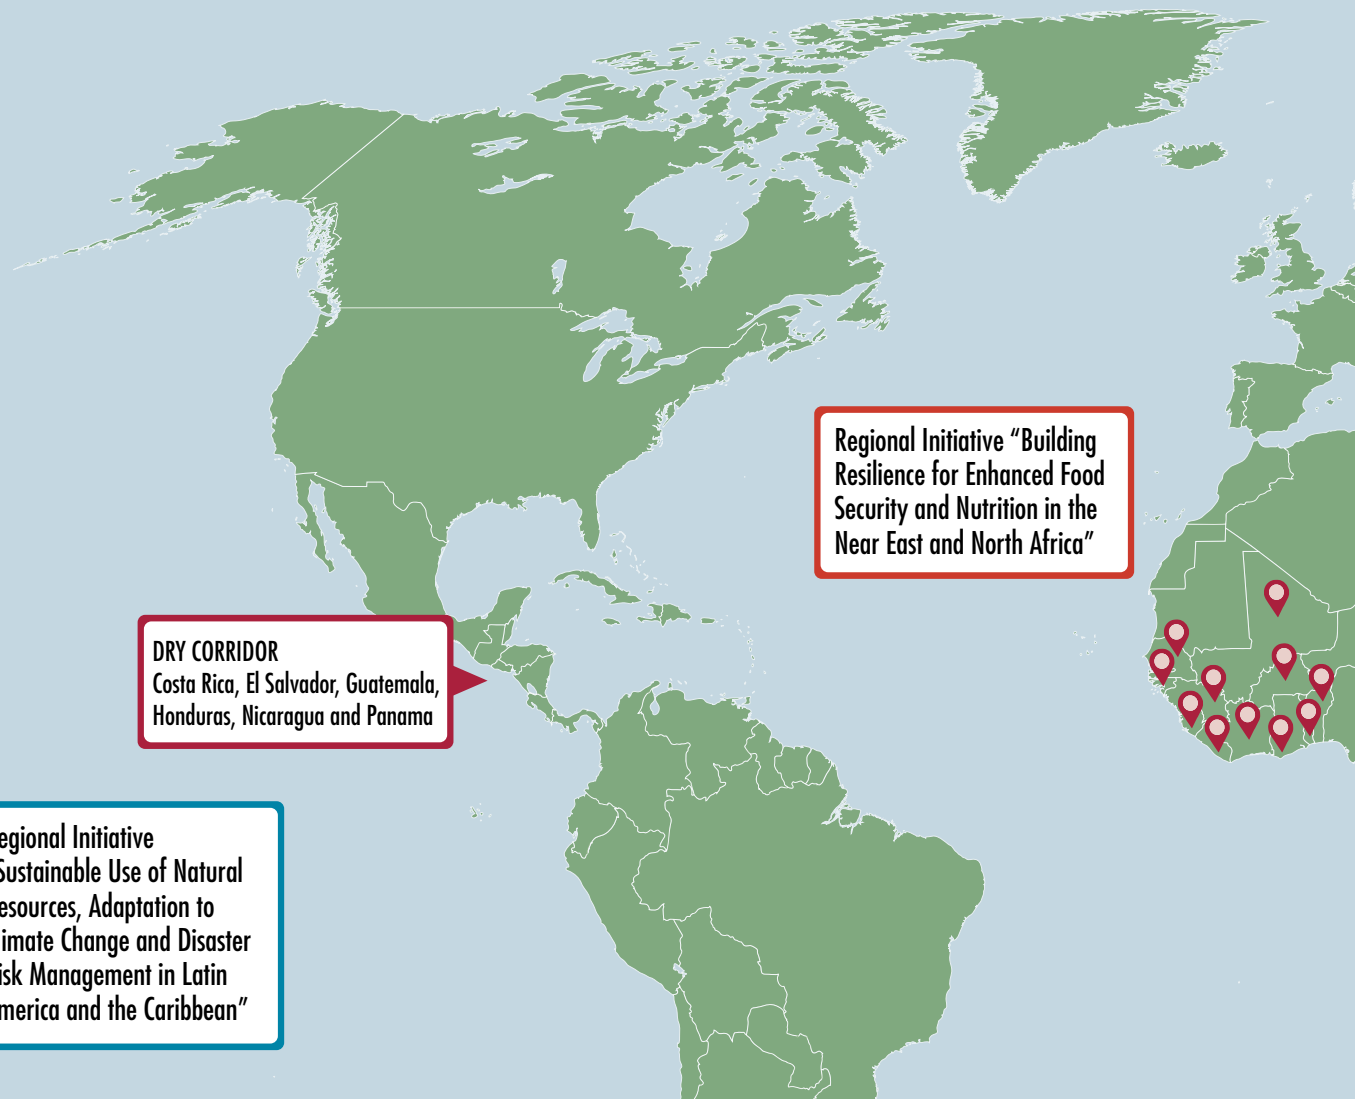 Regional Initiative “Building
Resilience for Enhanced Food
Security and Nutrition in the
Near East and North Africa”
DRY CORRIDOR
Costa Rica, El Salvador, Guatemala,
Honduras, Nicaragua and Panama
egional Initiative
Sustainable Use of Natural
esources, Adaptation to
imate Change and Disaster
isk Management in Latin
merica and the Caribbean”